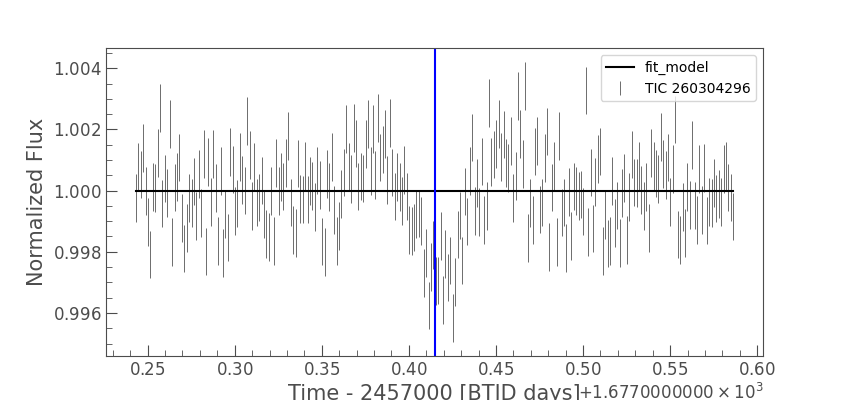 fit_model
TIC 260304296
Normalized Flux
1.004
1.002
1.000
0.998
0.996
0.25 0.30 0.35 0.40 0.45 0.50 0.55 0.60
Time - 2457000 [BTJD days]
+1.6770000000 × 10³